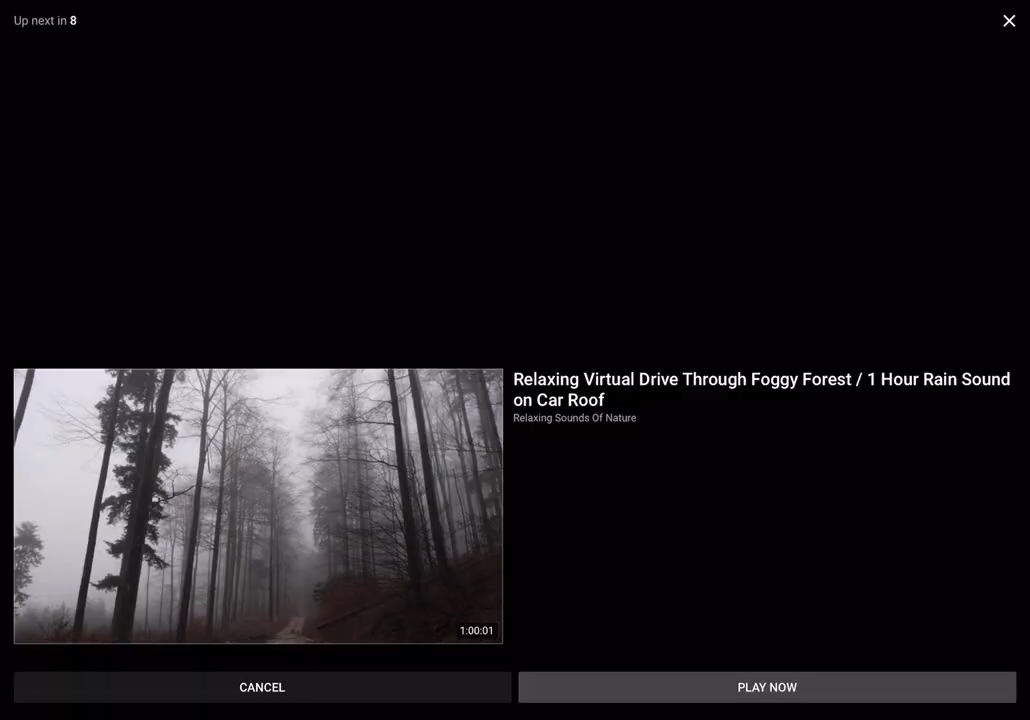 Up next in 8
Relaxing Virtual Drive Through Foggy Forest / 1 Hour Rain Sound
on Car Roof
Relaxing Sounds Of Nature
1:00:01
CANCEL
PLAY NOW